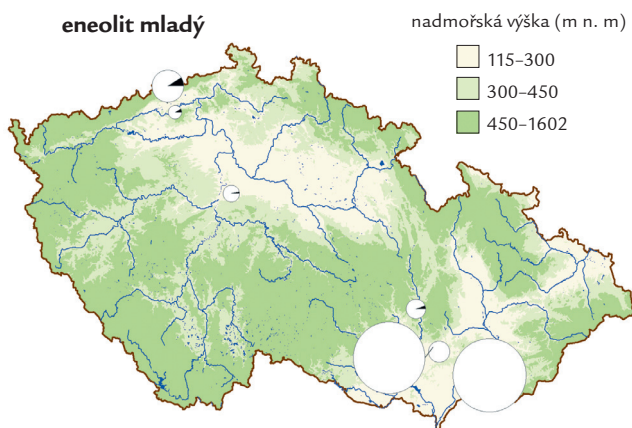 eneolit mladý
nadmořská výška (m n. m)
115–300
300–450
450–1602